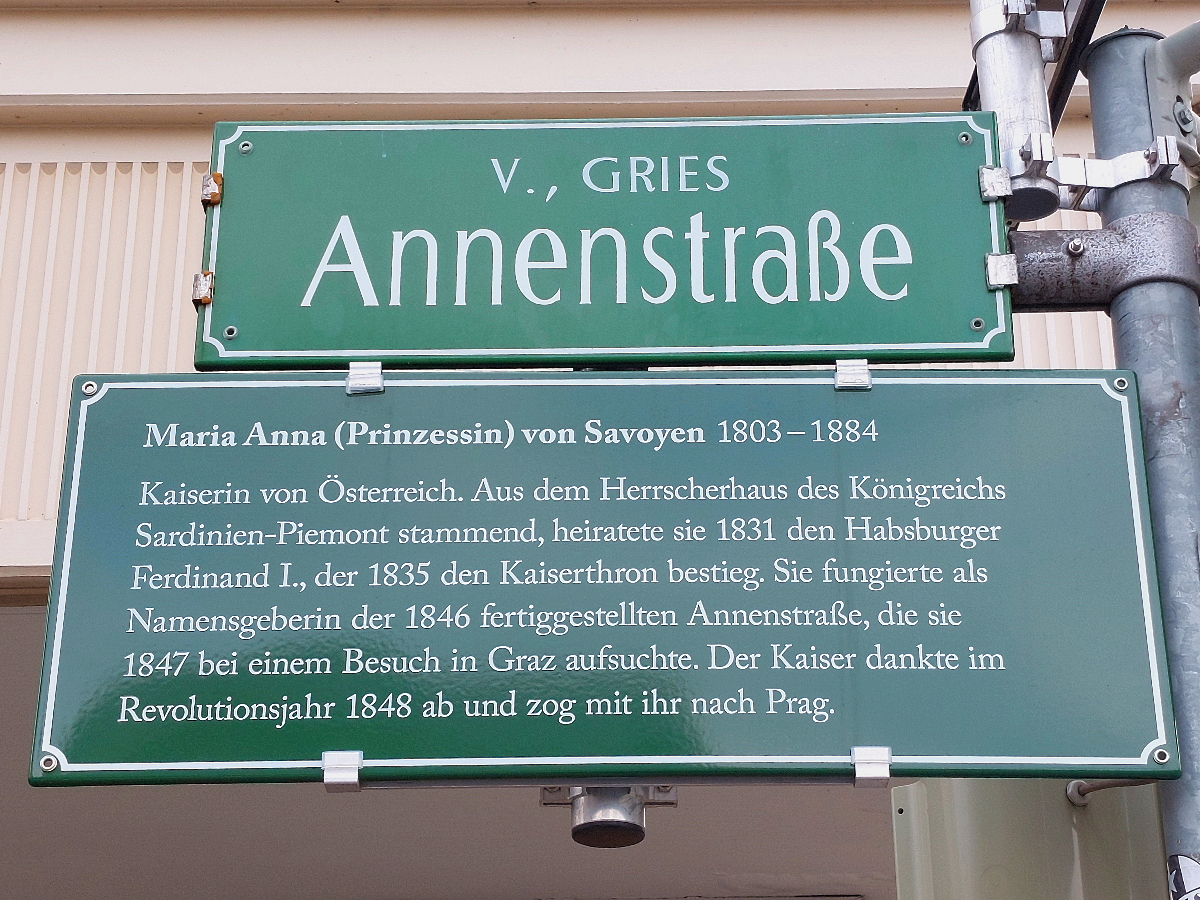 V., GRIES
Annenstraße
Maria Anna (Prinzessin) von Savoyen 1803–1884
Kaiserin von Österreich. Aus dem Herrscherhaus des Königreichs
Sardinien-Piemont stammend, heiratete sie 1831 den Habsburger
Ferdinand I., der 1835 den Kaiserthron bestieg. Sie fungierte als
Namensgeberin der 1846 fertiggestellten Annenstraße, die sie
1847 bei einem Besuch in Graz aufsuchte. Der Kaiser dankte im
Revolutionsjahr 1848 ab und zog mit ihr nach Prag.